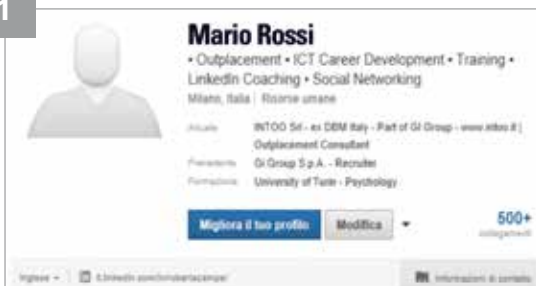 1
Mario Rossi
• Outplacement • ICT Career Development • Training •
LinkedIn Coaching • Social Networking
Milano, Italia | Risorse umane
Attuale INTOO Srl - ex DBM Italy - Part of GI Group - www.intoo.it |
Outplacement Consultant
Precedente Gi Group S.p.A. - Recruiter
Formazione University of Turin - Psychology
Migliora il tuo profilo Modifica 500+
collegamenti
Inglese Informazioni di contatto